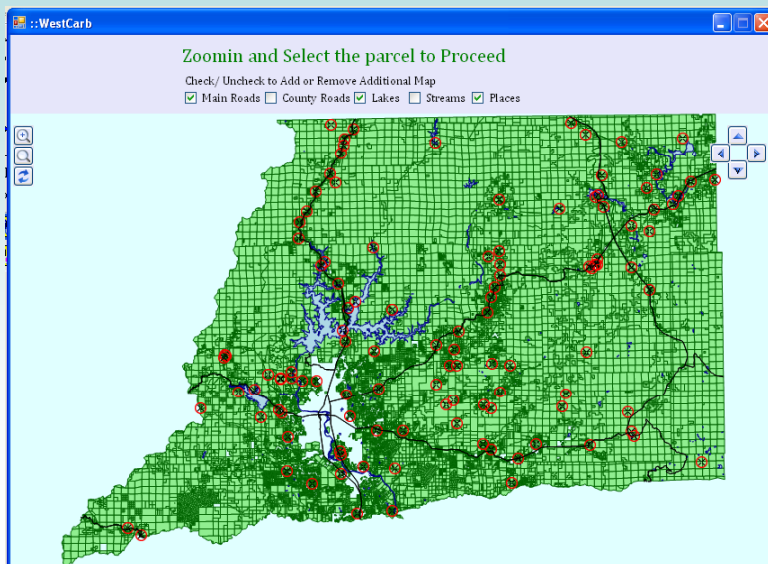 ::WestCarb
Zoomin and Select the parcel to Proceed
Check/ Uncheck to Add or Remove Additional Map
Main Roads County Roads Lakes Streams Places